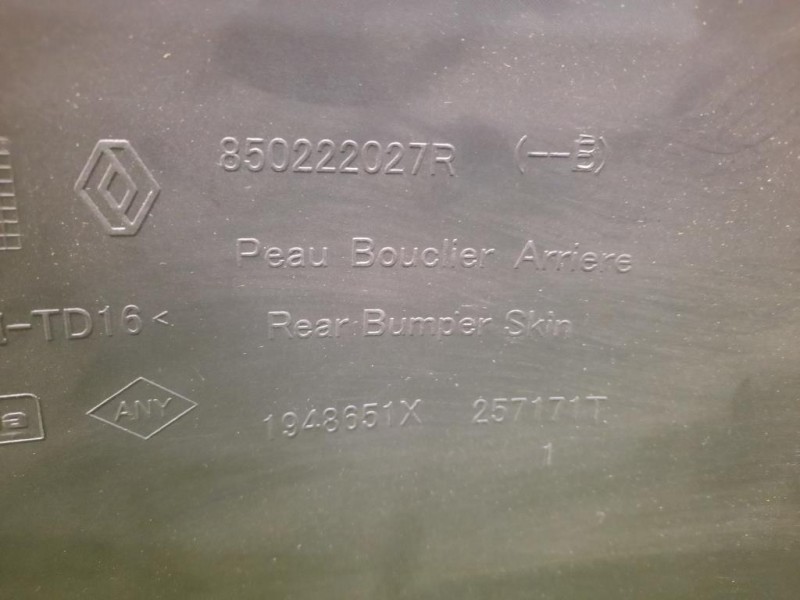 850222027R (--
Peau Bouclier Arriere
-TD16<
Rear Bumper Skin
ANY
1948651X 257171T
1